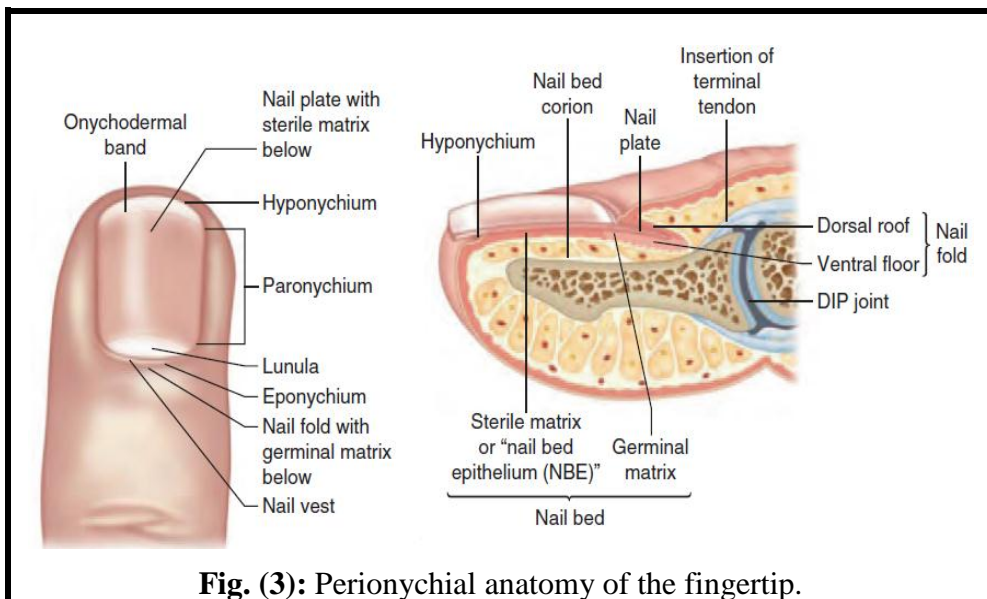 Onychodermal
band
Nail plate with
sterile matrix
below
Hyponychium
Paronychium
Lunula
Eponychium
Nail fold with
germinal matrix
below
Nail vest
Hyponychium
Nail bed
corion
Nail
plate
Insertion of
terminal
tendon
Dorsal roof
Ventral floor
Nail
fold
DIP joint
Sterile matrix
or “nail bed
epithelium (NBE)”
Germinal
matrix
Nail bed
Fig. (3): Perionychial anatomy of the fingertip.